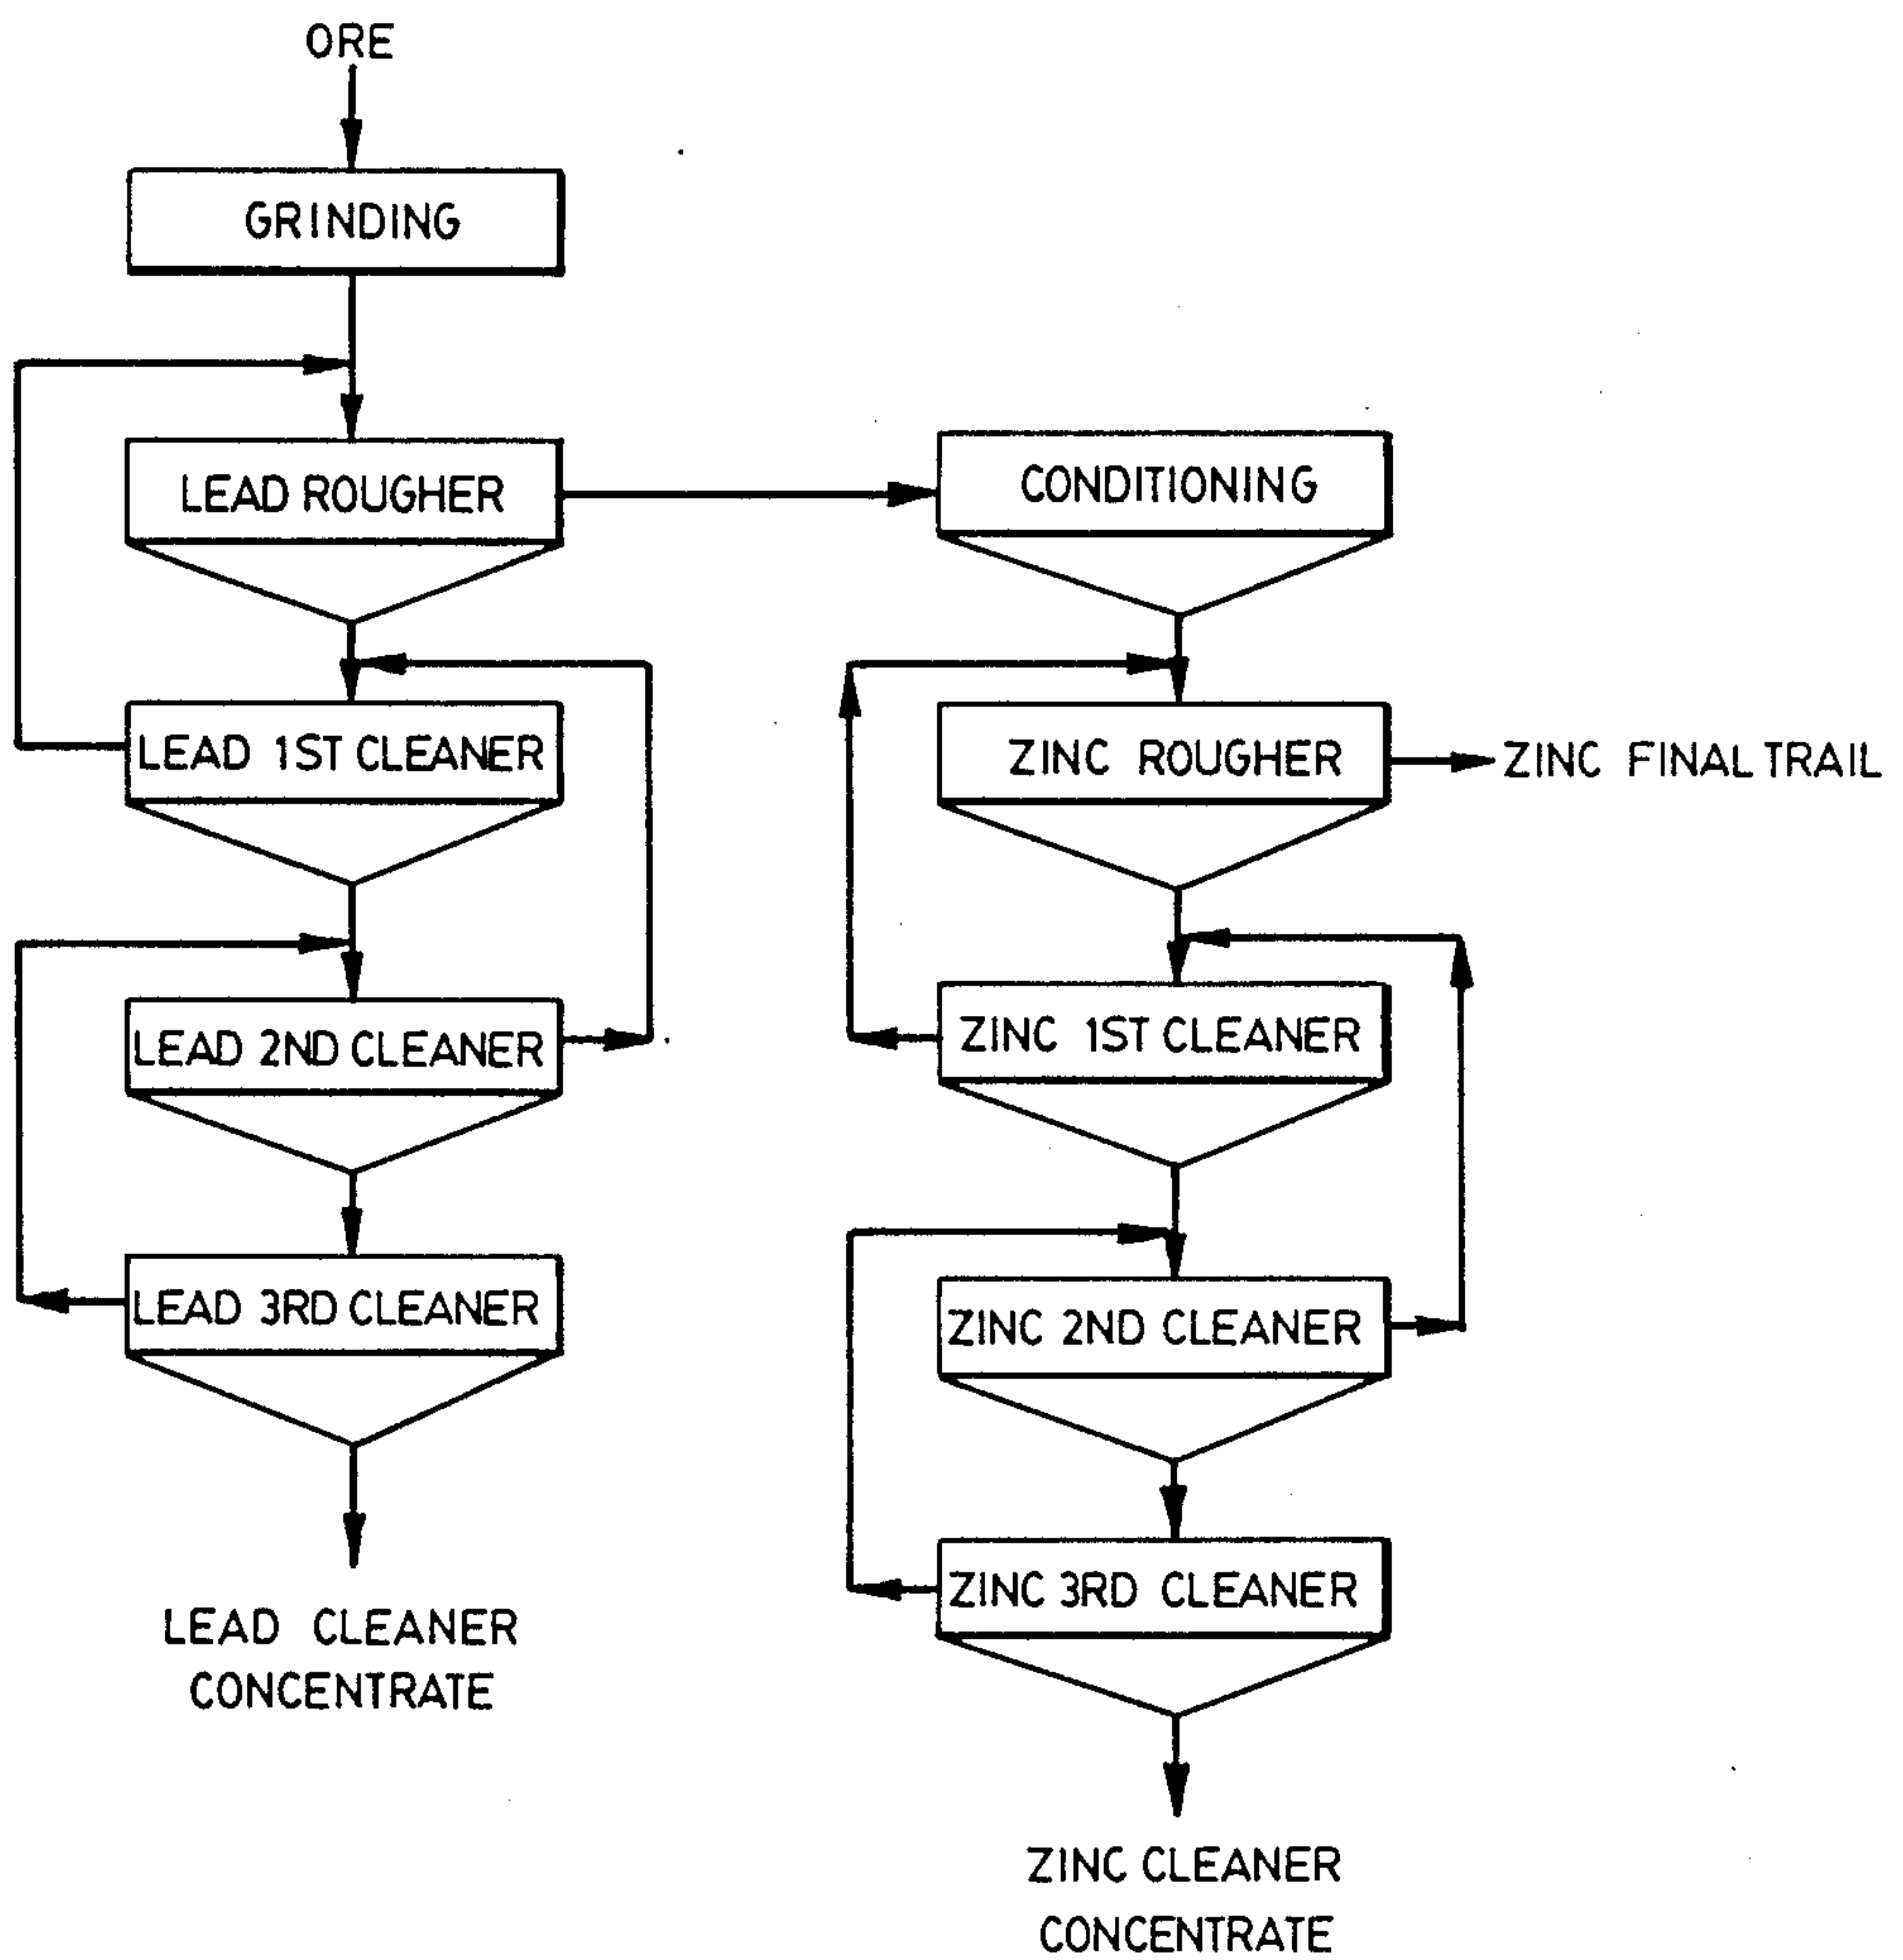 ORE
GRINDING
LEAD ROUGHER
LEAD 1ST CLEANER
LEAD 2ND CLEANER
LEAD 3RD CLEANER
LEAD CLEANER
CONCENTRATE
CONDITIONING
ZINC ROUGHER
ZINC FINAL TRAIL
ZINC 1ST CLEANER
ZINC 2ND CLEANER
ZINC 3RD CLEANER
ZINC CLEANER
CONCENTRATE